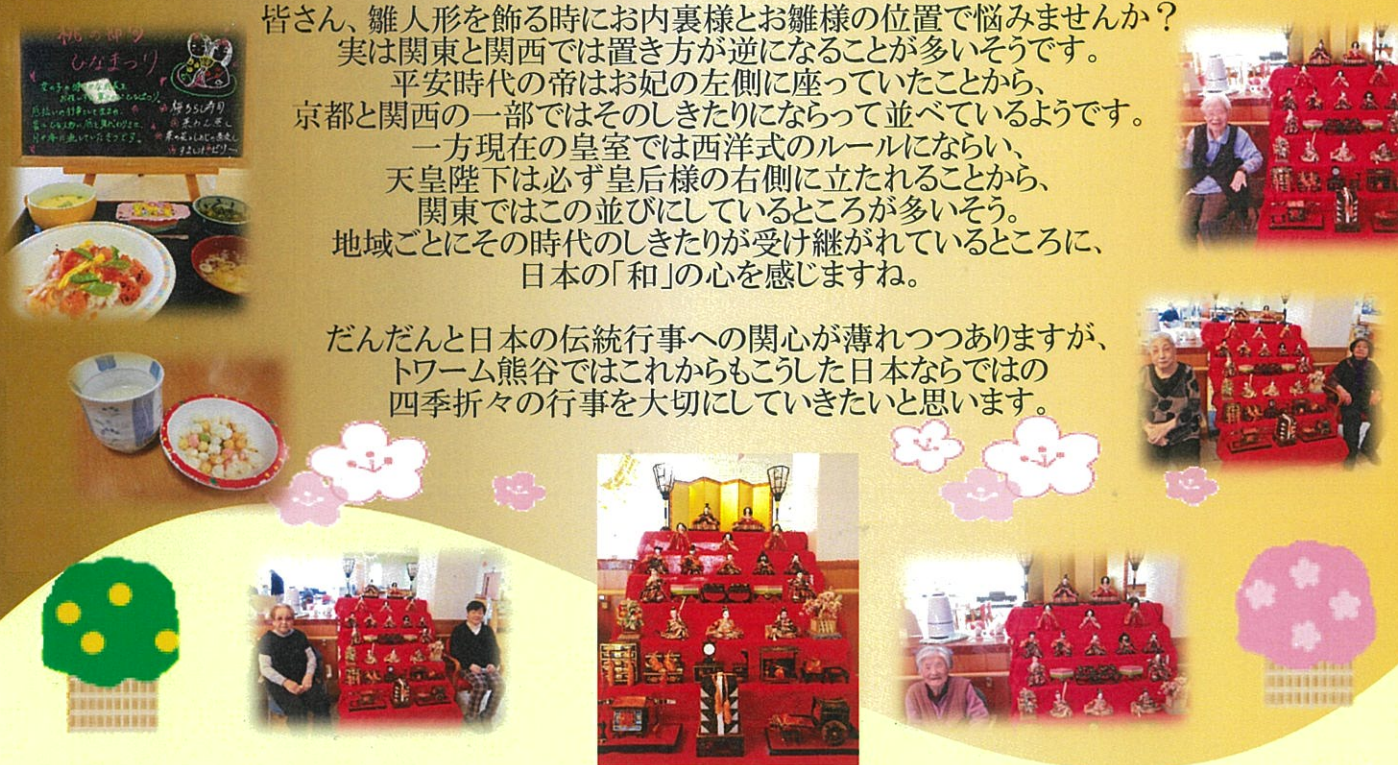 皆さん、雛人形を飾る時にお内裏様とお雛様の位置で悩みませんか?
実は関東と関西では置き方が逆になることが多いそうです。
平安時代の帝はお妃の左側に座っていたことから、
京都と関西の一部ではそのしきたりにならって並べているようです。
一方現在の皇室では西洋式のルールにならい、
天皇陛下は必ず皇后様の右側に立たれることから、
関東ではこの並びにしているところが多いそう。
地域ごとにその時代のしきたりが受け継がれているところに、
日本の「和」の心を感じますね。
だんだんと日本の伝統行事への関心が薄れつつありますが、
トワーム熊谷ではこれからもこうした日本ならではの
四季折々の行事を大切にしていきたいと思います。
桃の節句
ひなまつり